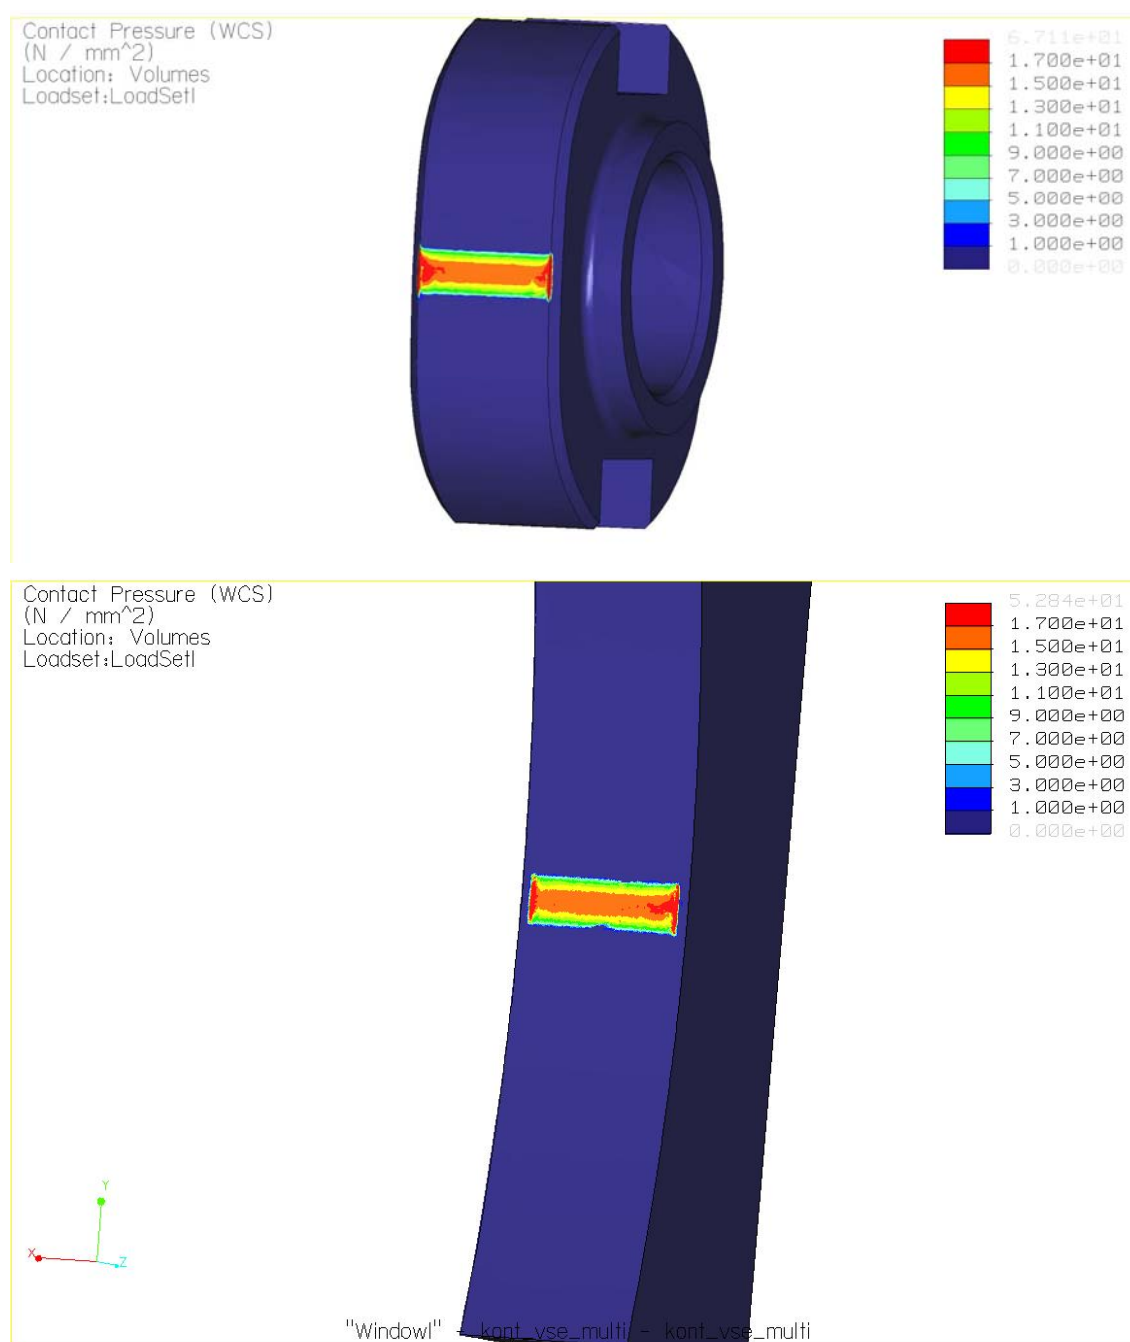 Contact Pressure (WCS)
(N / mm^2)
Location: Volumes
Loadset:LoadSet1
6.711e+01
1.700e+01
1.500e+01
1.300e+01
1.100e+01
9.000e+00
7.000e+00
5.000e+00
3.000e+00
1.000e+00
0.000e+00
Contact Pressure (WCS)
(N / mm^2)
Location: Volumes
Loadset:LoadSet1
5.284e+01
1.700e+01
1.500e+01
1.300e+01
1.100e+01
9.000e+00
7.000e+00
5.000e+00
3.000e+00
1.000e+00
0.000e+00
Y
X
Z
"Window1" - kont_vse_multi - kont_vse_multi